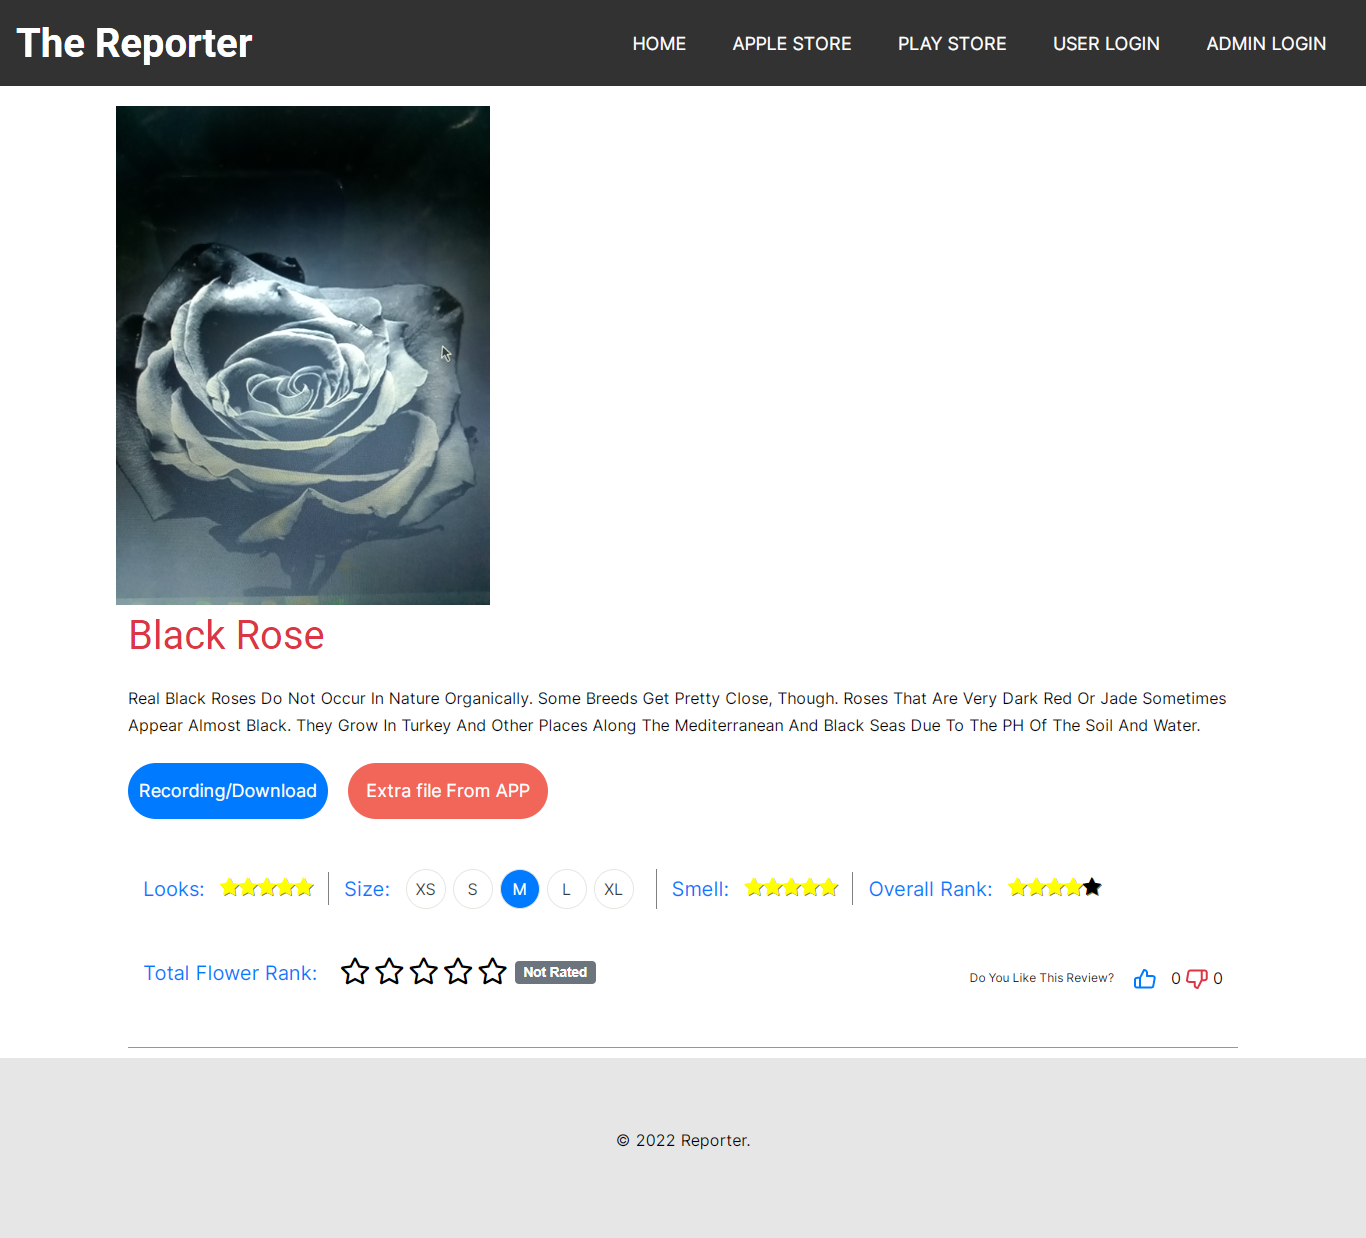 The Reporter
HOME APPLE STORE PLAY STORE USER LOGIN ADMIN LOGIN
Black Rose
Real Black Roses Do Not Occur In Nature Organically. Some Breeds Get Pretty Close, Though. Roses That Are Very Dark Red Or Jade Sometimes
Appear Almost Black. They Grow In Turkey And Other Places Along The Mediterranean And Black Seas Due To The PH Of The Soil And Water.
Recording/Download Extra file From APP
Looks: Size: XS S M L XL Smell: Overall Rank:
Total Flower Rank: Not Rated Do You Like This Review? 0 0
© 2022 Reporter.